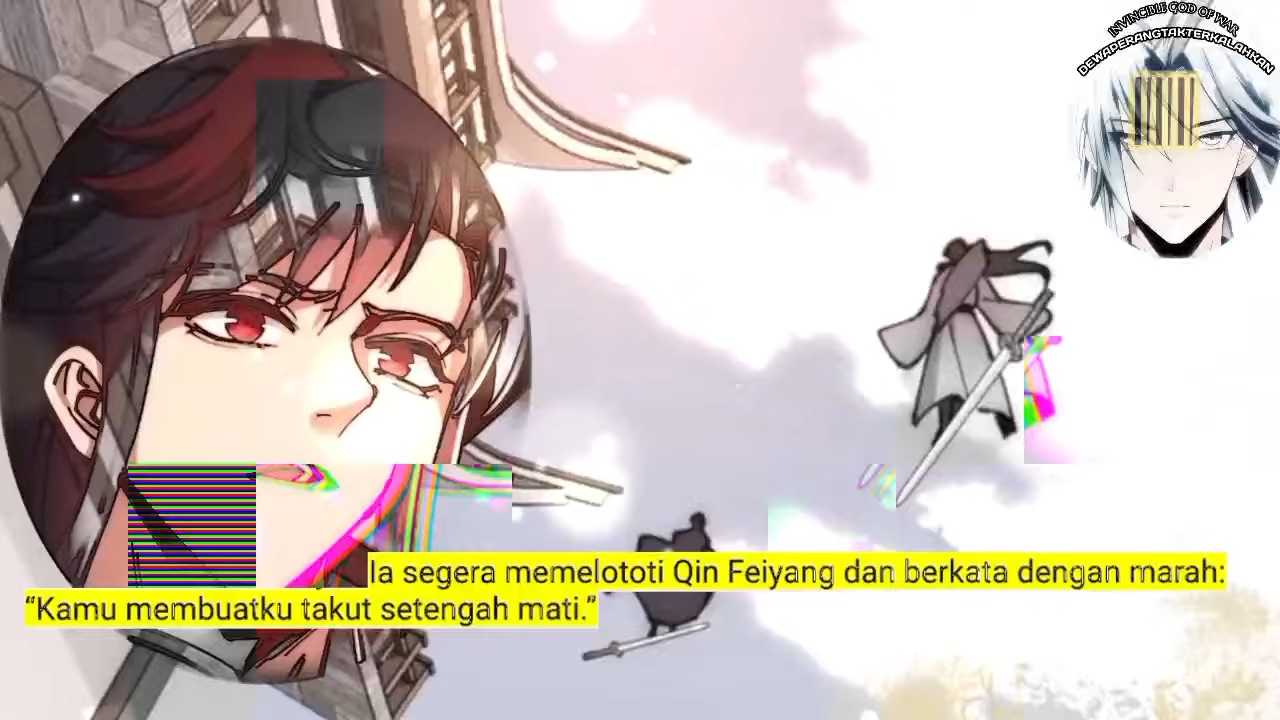 INVINCIBLE GOD OF WAR
DEWAPERANGTAKTERKALAHKAN
Ia segera memelototi Qin Feiyang dan berkata dengan marah:
“Kamu membuatku takut setengah mati.”